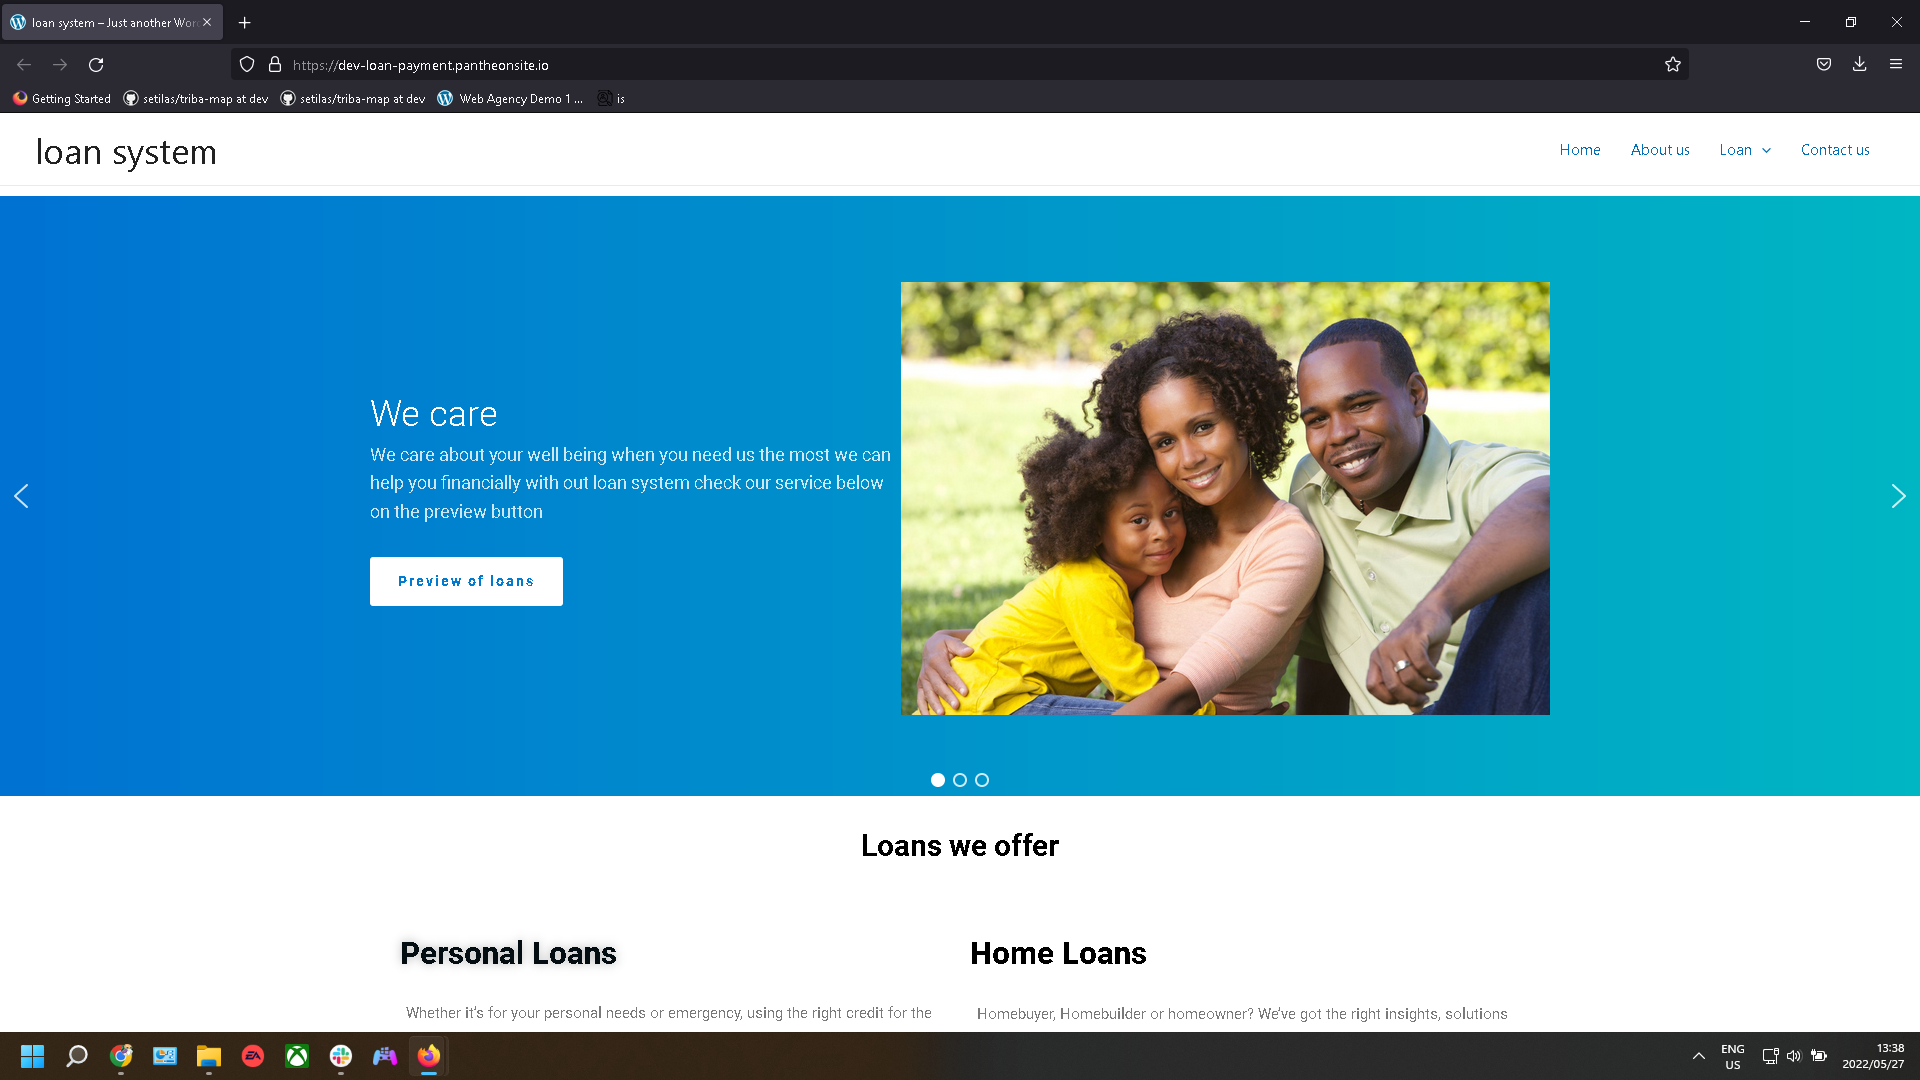 loan system – Just another Wor
https://dev-loan-payment.pantheonsite.io
Getting Started
setilas/triba-map at dev
setilas/triba-map at dev
Web Agency Demo 1 ...
is
loan system
Home
About us
Loan
Contact us
We care
We care about your well being when you need us the most we can
help you financially with out loan system check our service below
on the preview button
Preview of loans
Loans we offer
Personal Loans
Home Loans
Whether it's for your personal needs or emergency, using the right credit for the
Homebuyer, Homebuilder or homeowner? We've got the right insights, solutions
EA
ENG
US
13:38
2022/05/27